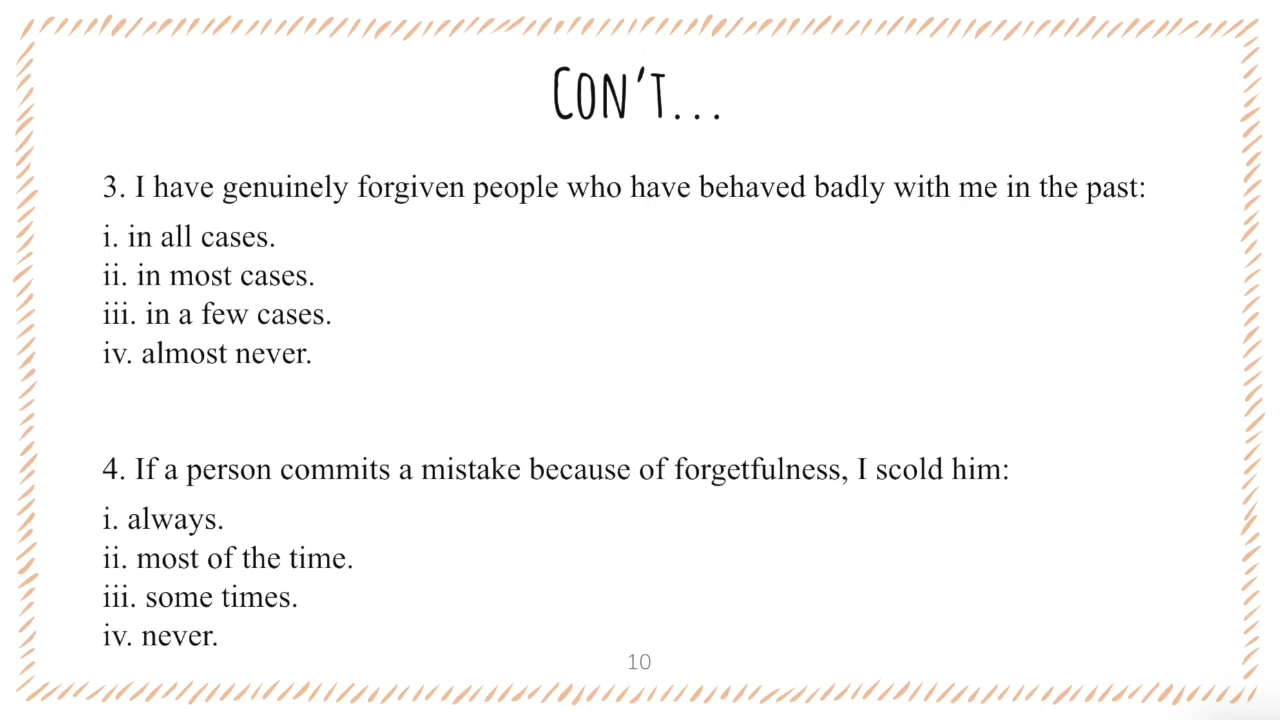 CON'T...
3. I have genuinely forgiven people who have behaved badly with me in the past:
i. in all cases.
ii. in most cases.
iii. in a few cases.
iv. almost never.
4. If a person commits a mistake because of forgetfulness, I scold him:
i. always.
ii. most of the time.
iii. some times.
iv. never.
10